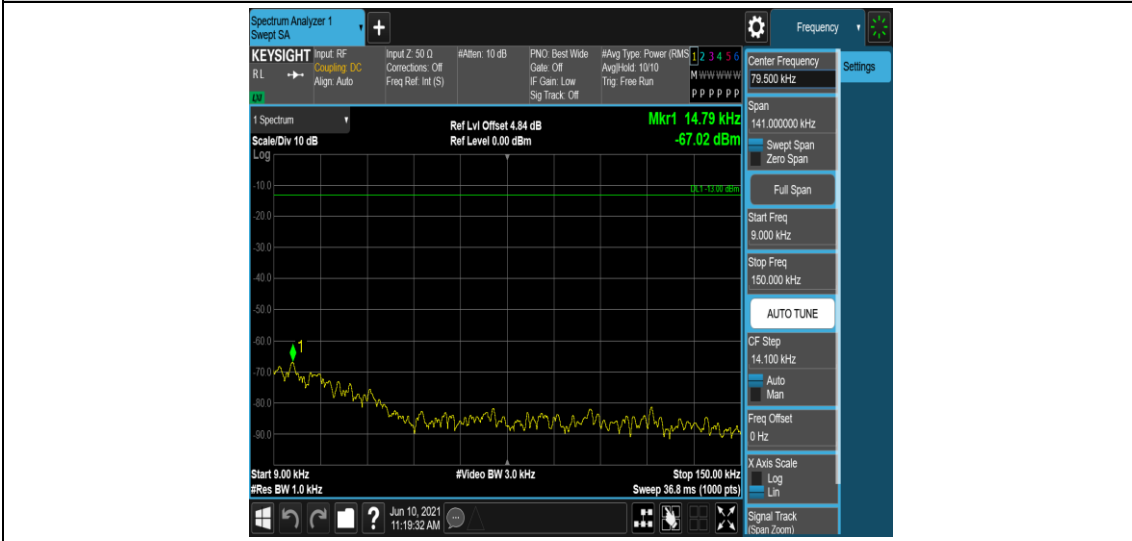 Spectrum Analyzer 1
Swept SA
+
Frequency
KEYSIGHT
RL
LNI
Input: RF
Coupling: DC
Align: Auto
Input Z: 50 Ω
Corrections: Off
Freq Ref: Int (S)
#Atten: 10 dB
PNO: Best Wide
Gate: Off
IF Gain: Low
Sig Track: Off
#Avg Type: Power (RMS
Avg|Hold: 10/10
Trig: Free Run
1 2 3 4 5 6
M W W W W W
P P P P P P
1 Spectrum
Scale/Div 10 dB
Log
Ref Lvl Offset 4.84 dB
Ref Level 0.00 dBm
Mkr1 14.79 kHz
-67.02 dBm
DL1 -13.00 dBm
-10.0
-20.0
-30.0
-40.0
-50.0
-60.0
-70.0
-80.0
-90.0
1
Start 9.00 kHz
#Res BW 1.0 kHz
#Video BW 3.0 kHz
Stop 150.00 kHz
Sweep 36.8 ms (1000 pts)
Center Frequency
79.500 kHz
Settings
Span
141.000000 kHz
Swept Span
Zero Span
Full Span
Start Freq
9.000 kHz
Stop Freq
150.000 kHz
AUTO TUNE
CF Step
14.100 kHz
Auto
Man
Freq Offset
0 Hz
X Axis Scale
Log
Lin
Signal Track
(Span Zoom)
?
Jun 10, 2021
11:19:32 AM